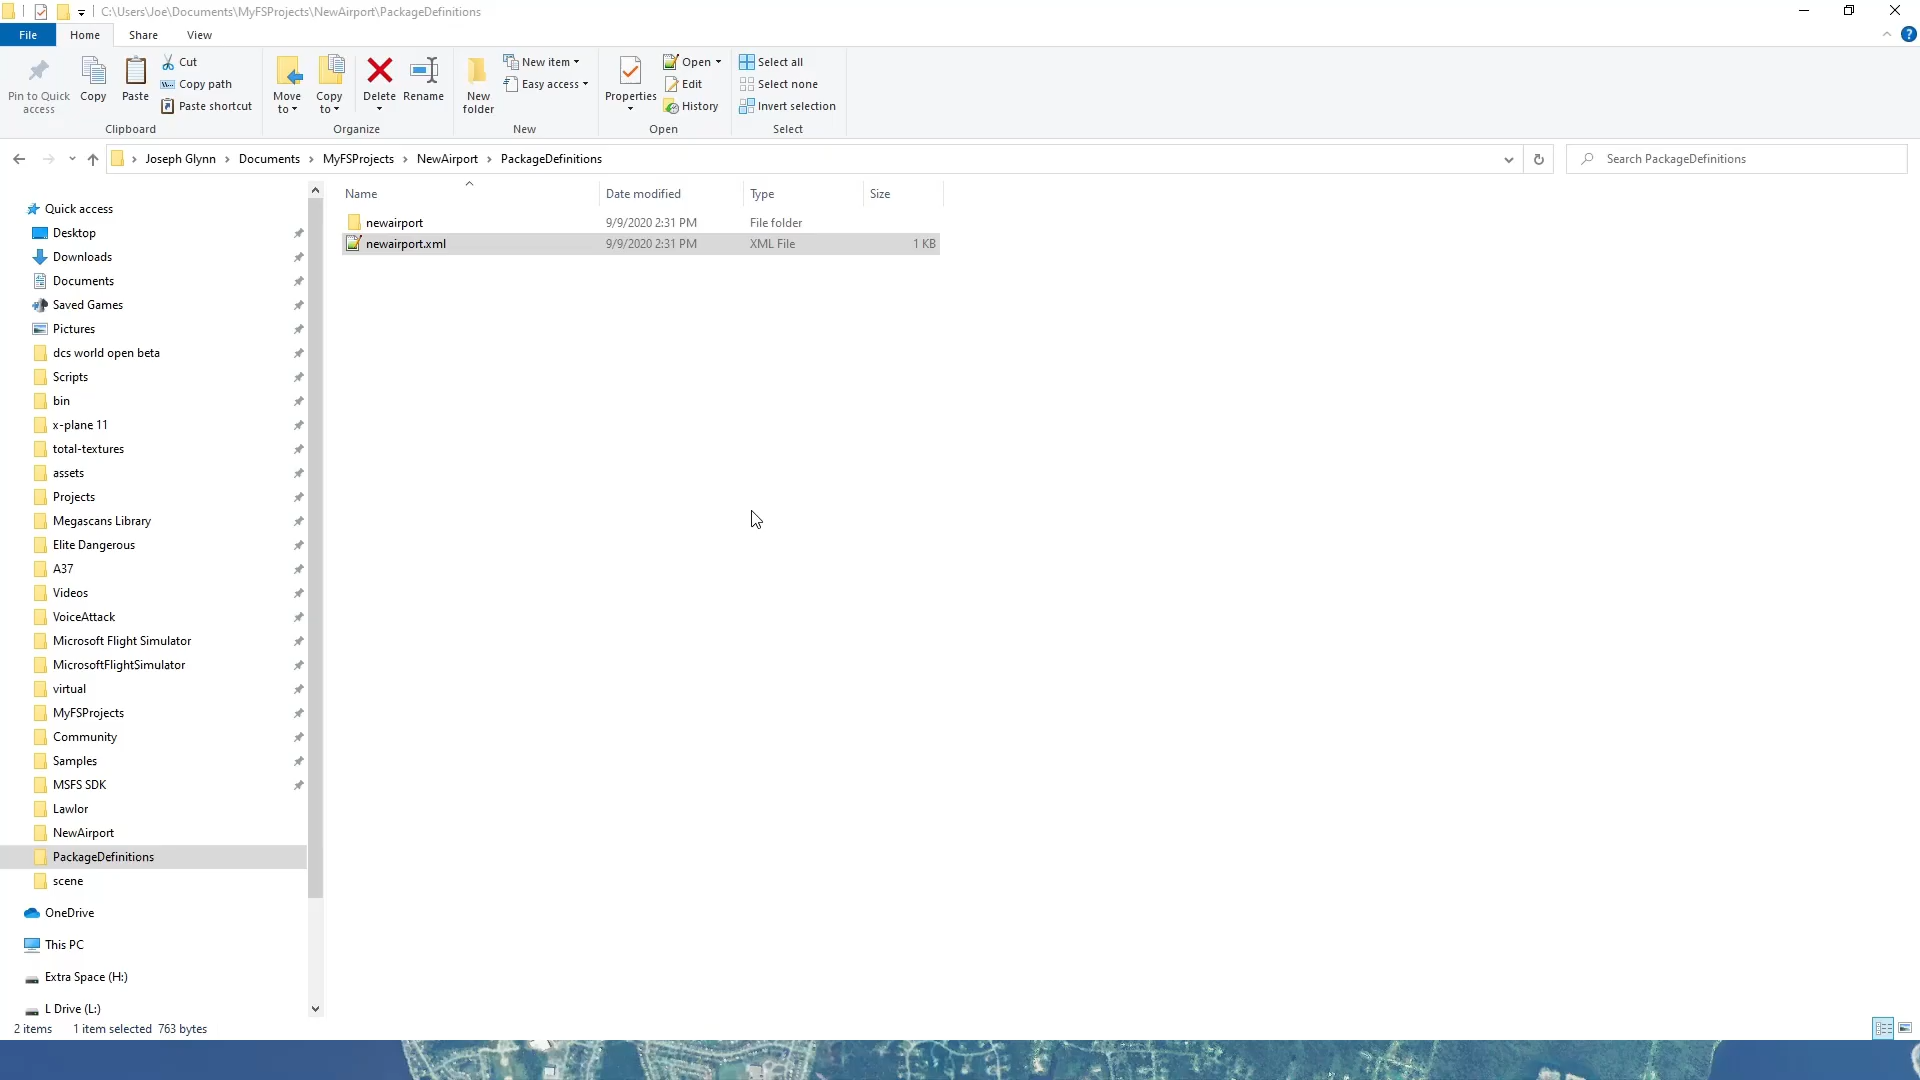 C:\Users\Joe\Documents\MyFSProjects\NewAirport\PackageDefinitions
File Home Share View
Pin to Quick access
Copy
Paste
Cut
Copy path
Paste shortcut
Clipboard
Move to
Copy to
Delete
Rename
Organize
New folder
New item
Easy access
New
Properties
Open
Edit
History
Open
Select all
Select none
Invert selection
Select
Joseph Glynn › Documents › MyFSProjects › NewAirport › PackageDefinitions
Search PackageDefinitions
Name Date modified Type Size
newairport 9/9/2020 2:31 PM File folder
newairport.xml 9/9/2020 2:31 PM XML File 1 KB
Quick access
Desktop
Downloads
Documents
Saved Games
Pictures
dcs world open beta
Scripts
bin
x-plane 11
total-textures
assets
Projects
Megascans Library
Elite Dangerous
A37
Videos
VoiceAttack
Microsoft Flight Simulator
MicrosoftFlightSimulator
virtual
MyFSProjects
Community
Samples
MSFS SDK
Lawlor
NewAirport
PackageDefinitions
scene
OneDrive
This PC
Extra Space (H:)
L Drive (L:)
2 items 1 item selected 763 bytes